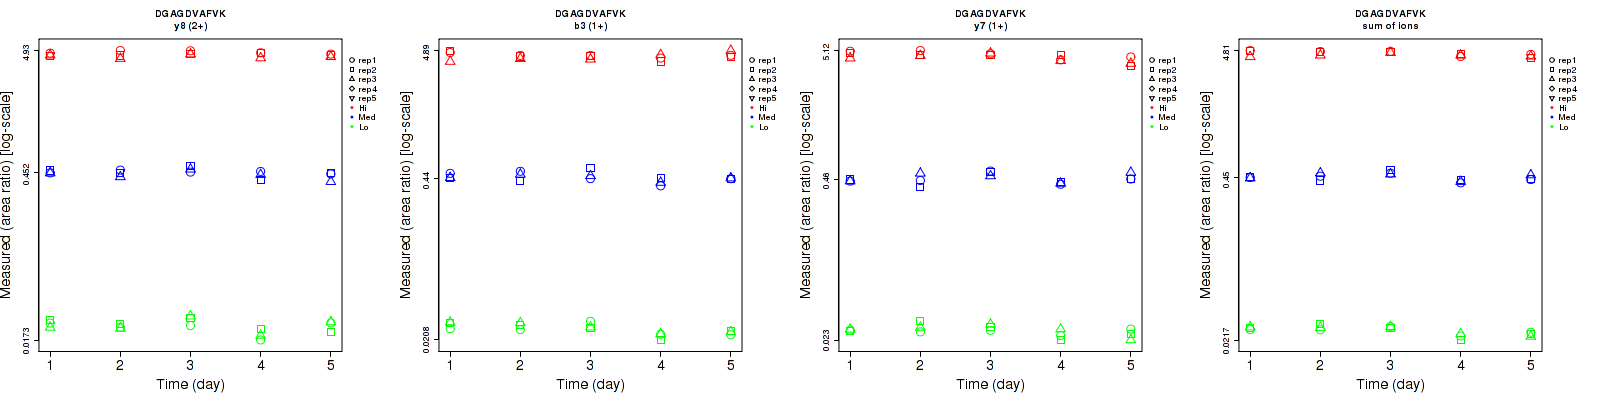 DGAGDVAFVK
y8 (2+)
Measured (area ratio) [log-scale]
4.93
0.452
0.0173
1 2 3 4 5
Time (day)
rep1
rep2
rep3
rep4
rep5
Hi
Med
Lo
DGAGDVAFVK
b3 (1+)
Measured (area ratio) [log-scale]
4.89
0.44
0.0208
1 2 3 4 5
Time (day)
rep1
rep2
rep3
rep4
rep5
Hi
Med
Lo
DGAGDVAFVK
y7 (1+)
Measured (area ratio) [log-scale]
5.12
0.48
0.023
1 2 3 4 5
Time (day)
rep1
rep2
rep3
rep4
rep5
Hi
Med
Lo
DGAGDVAFVK
sum of ions
Measured (area ratio) [log-scale]
4.81
0.45
0.0217
1 2 3 4 5
Time (day)
rep1
rep2
rep3
rep4
rep5
Hi
Med
Lo